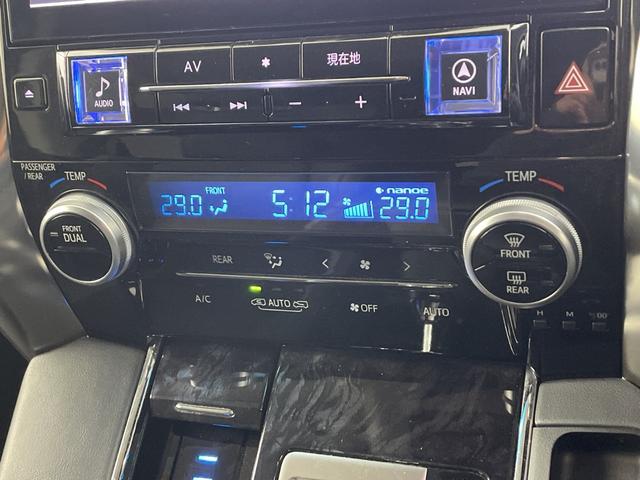 AV
✱
現在地
AUDIO
NAVI
−
+
PASSENGER
/ REAR
TEMP
TEMP
FRONT
29.0
5:12
nanoe
29.0
FRONT
DUAL
FRONT
REAR
REAR
A/C
AUTO
OFF
AUTO
H
M